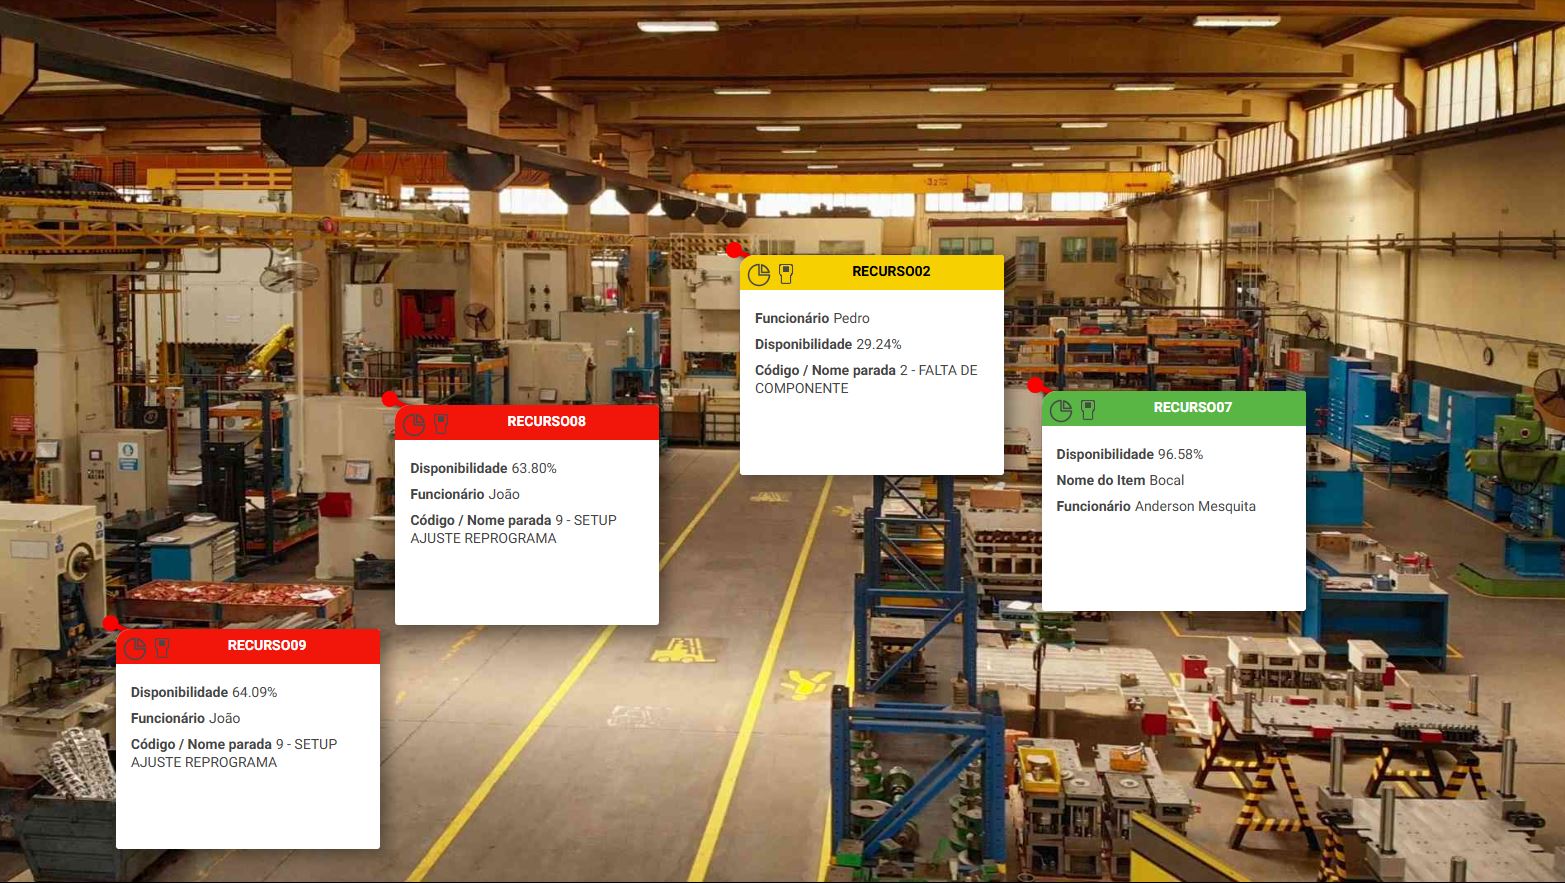 RECURSO02
Funcionário Pedro
Disponibilidade 29.24%
Código / Nome parada 2 - FALTA DE
COMPONENTE
RECURSO07
Disponibilidade 96.58%
Nome do Item Bocal
Funcionário Anderson Mesquita
RECURSO08
Disponibilidade 63.80%
Funcionário João
Código / Nome parada 9 - SETUP
AJUSTE REPROGRAMA
RECURSO09
Disponibilidade 64.09%
Funcionário João
Código / Nome parada 9 - SETUP
AJUSTE REPROGRAMA